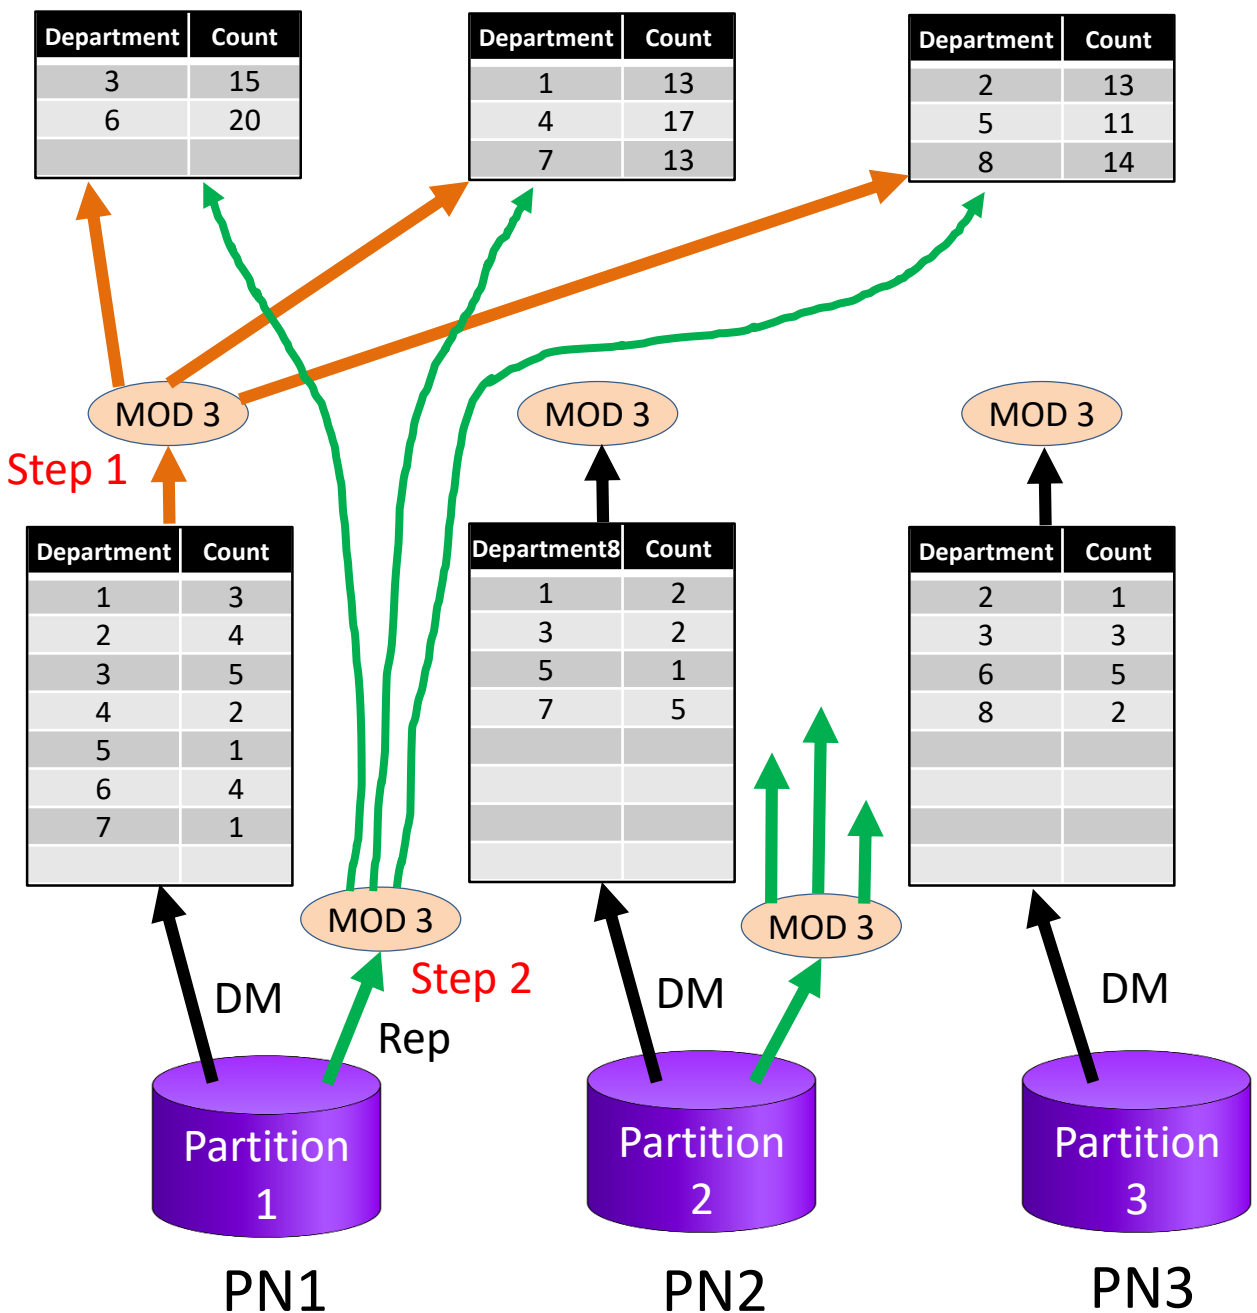 Department Count
3 15
6 20
Department Count
1 13
4 17
7 13
Department Count
2 13
5 11
8 14
MOD 3
MOD 3
MOD 3
Step 1
Department Count
1 3
2 4
3 5
4 2
5 1
6 4
7 1
Department8 Count
1 2
3 2
5 1
7 5
Department Count
2 1
3 3
6 5
8 2
MOD 3
MOD 3
Step 2
DM
Rep
DM
DM
Partition
1
Partition
2
Partition
3
PN1
PN2
PN3